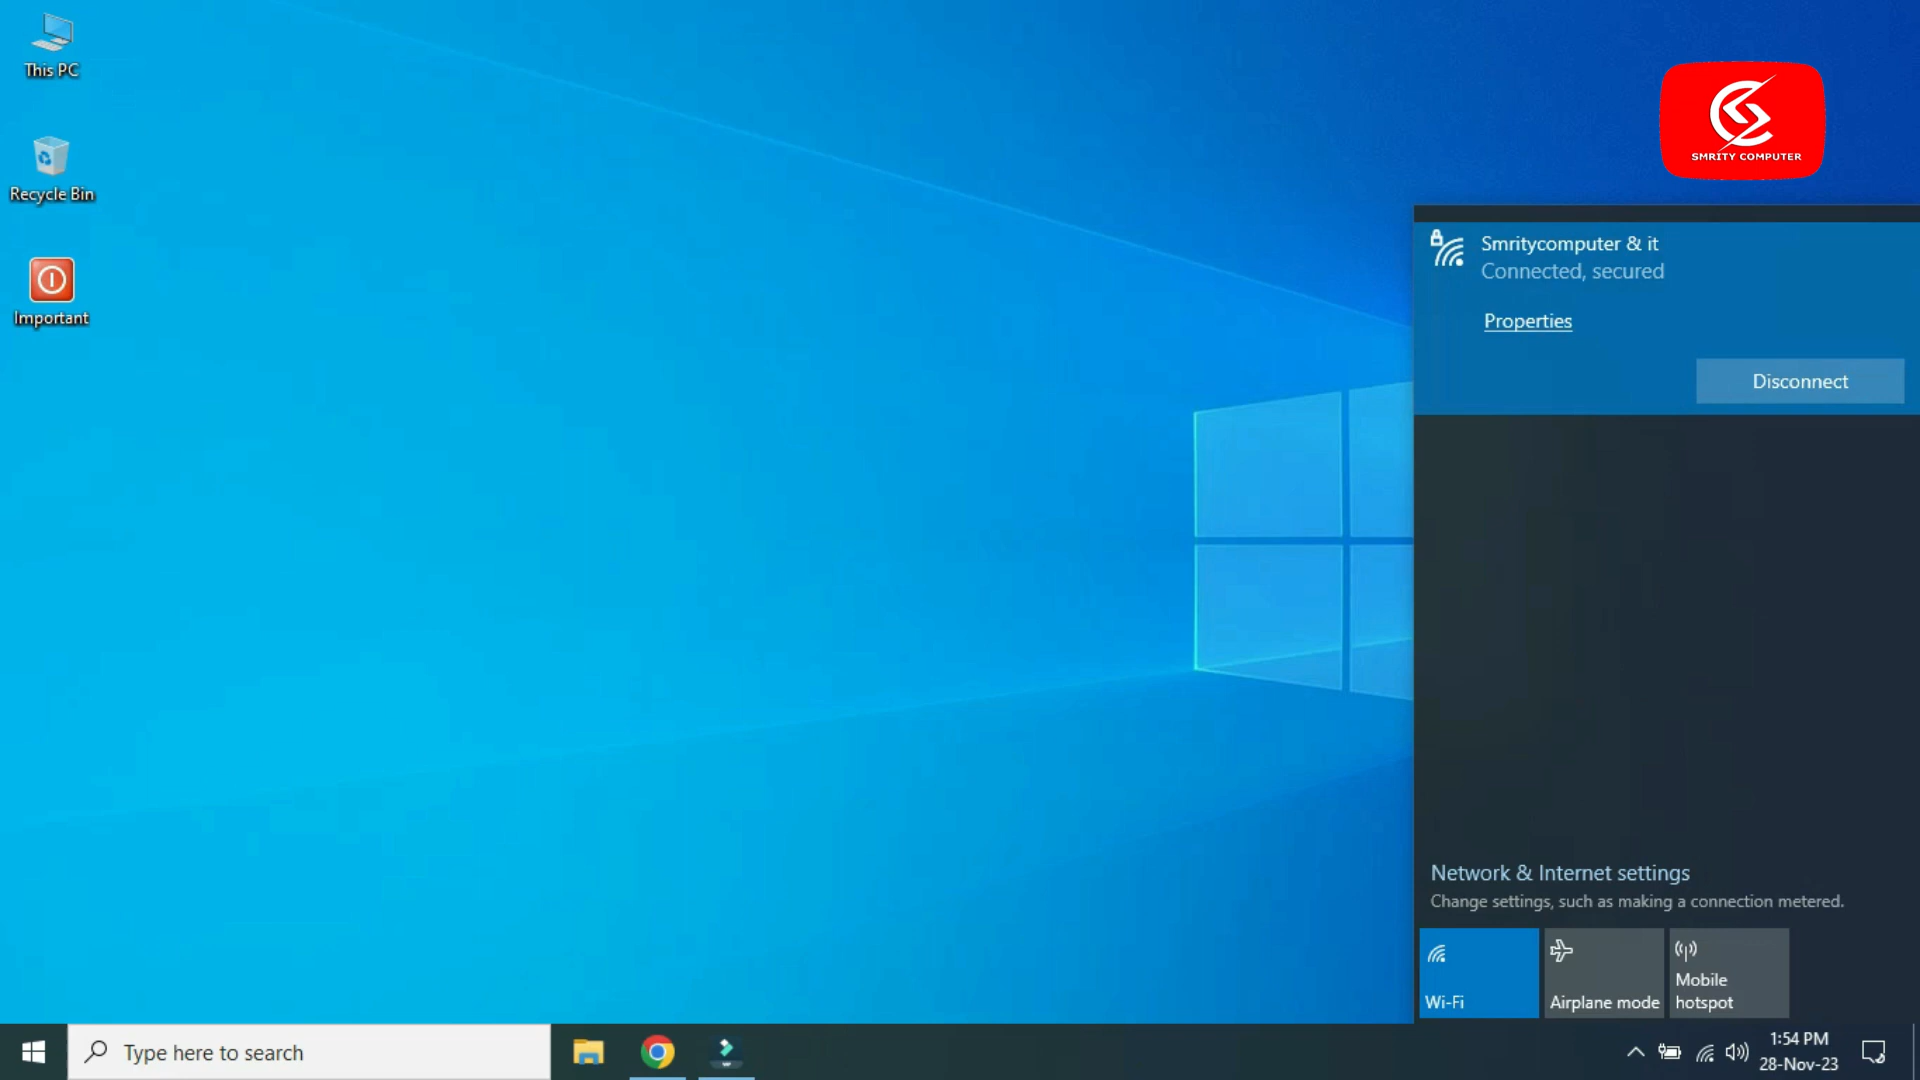 This PC
Recycle Bin
Important
SMRITY COMPUTER
Smritycomputer & it
Connected, secured
Properties
Disconnect
Network & Internet settings
Change settings, such as making a connection metered.
Wi-Fi
Airplane mode
Mobile
hotspot
Type here to search
1:54 PM
28-Nov-23